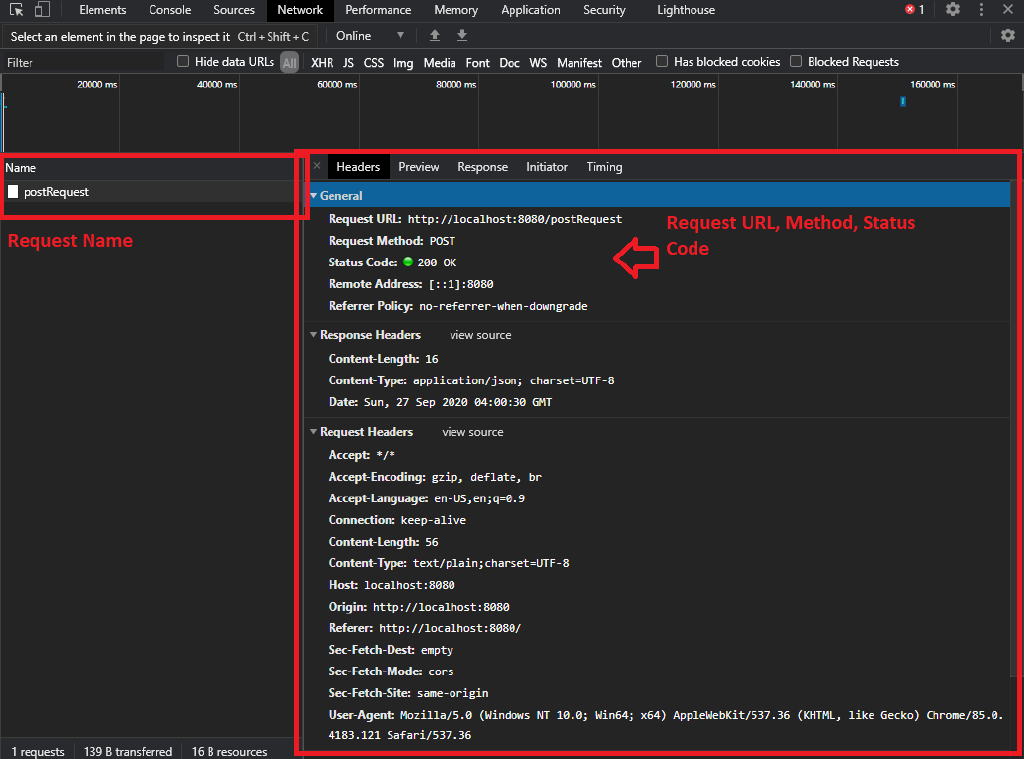 Elements Console Sources Network Performance Memory Application Security Lighthouse 1
Select an element in the page to inspect it Ctrl + Shift + C Online
Filter Hide data URLs All XHR JS CSS Img Media Font Doc WS Manifest Other Has blocked cookies Blocked Requests
20000 ms 40000 ms 60000 ms 80000 ms 100000 ms 120000 ms 140000 ms 160000 ms
Name
postRequest
Request Name
Headers Preview Response Initiator Timing
General
Request URL: http://localhost:8080/postRequest
Request Method: POST
Status Code: 200 OK
Remote Address: [::1]:8080
Referrer Policy: no-referrer-when-downgrade
Request URL, Method, Status
Code
Response Headers view source
Content-Length: 16
Content-Type: application/json; charset=UTF-8
Date: Sun, 27 Sep 2020 04:00:30 GMT
Request Headers view source
Accept: */*
Accept-Encoding: gzip, deflate, br
Accept-Language: en-US,en;q=0.9
Connection: keep-alive
Content-Length: 56
Content-Type: text/plain;charset=UTF-8
Host: localhost:8080
Origin: http://localhost:8080
Referer: http://localhost:8080/
Sec-Fetch-Dest: empty
Sec-Fetch-Mode: cors
Sec-Fetch-Site: same-origin
User-Agent: Mozilla/5.0 (Windows NT 10.0; Win64; x64) AppleWebKit/537.36 (KHTML, like Gecko) Chrome/85.0.
4183.121 Safari/537.36
1 requests 139 B transferred 16 B resources